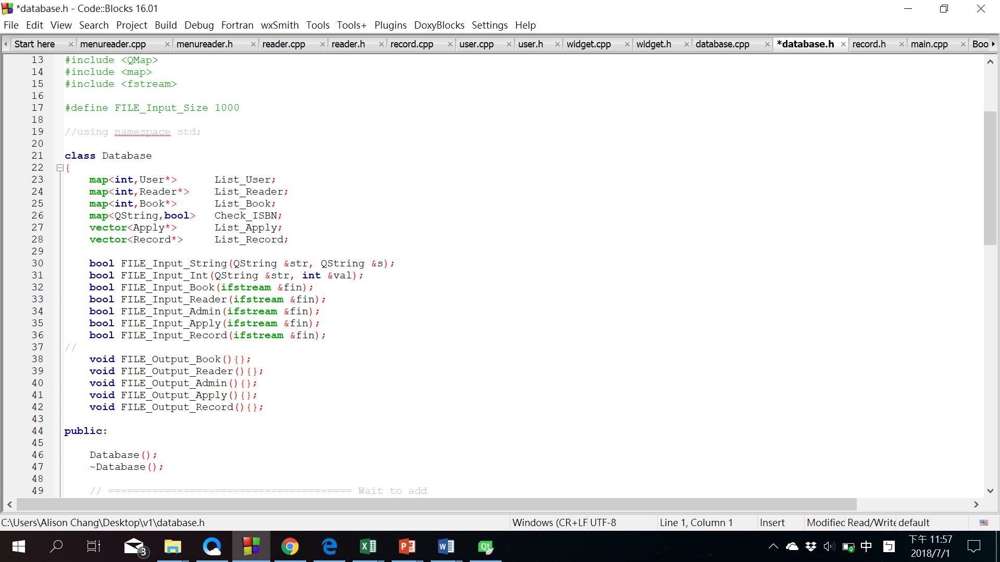 *database.h - Code::Blocks 16.01
File Edit View Search Project Build Debug Fortran wxSmith Tools Tools+ Plugins DoxyBlocks Settings Help
Start here menureader.cpp menureader.h reader.cpp reader.h record.cpp user.cpp user.h widget.cpp widget.h database.cpp *database.h record.h main.cpp Boo
13 #include <QMap>
14 #include <map>
15 #include <fstream>
16
17 #define FILE_Input_Size 1000
18
19 //using namespace std;
20
21 class Database
22 {
23 map<int,User*> List_User;
24 map<int,Reader*> List_Reader;
25 map<int,Book*> List_Book;
26 map<QString,bool> Check_ISBN;
27 vector<Apply*> List_Apply;
28 vector<Record*> List_Record;
29
30 bool FILE_Input_String(QString &str, QString &s);
31 bool FILE_Input_Int(QString &str, int &val);
32 bool FILE_Input_Book(ifstream &fin);
33 bool FILE_Input_Reader(ifstream &fin);
34 bool FILE_Input_Admin(ifstream &fin);
35 bool FILE_Input_Apply(ifstream &fin);
36 bool FILE_Input_Record(ifstream &fin);
37 //
38 void FILE_Output_Book(){};
39 void FILE_Output_Reader(){};
40 void FILE_Output_Admin(){};
41 void FILE_Output_Apply(){};
42 void FILE_Output_Record(){};
43
44 public:
45
46 Database();
47 ~Database();
48
49 // ======================================= Wait to add
C:\Users\Alison Chang\Desktop\v1\database.h Windows (CR+LF UTF-8 Line 1, Column 1 Insert Modified Read/Write default
3 中 ㄅ 下午 11:57
2018/7/1